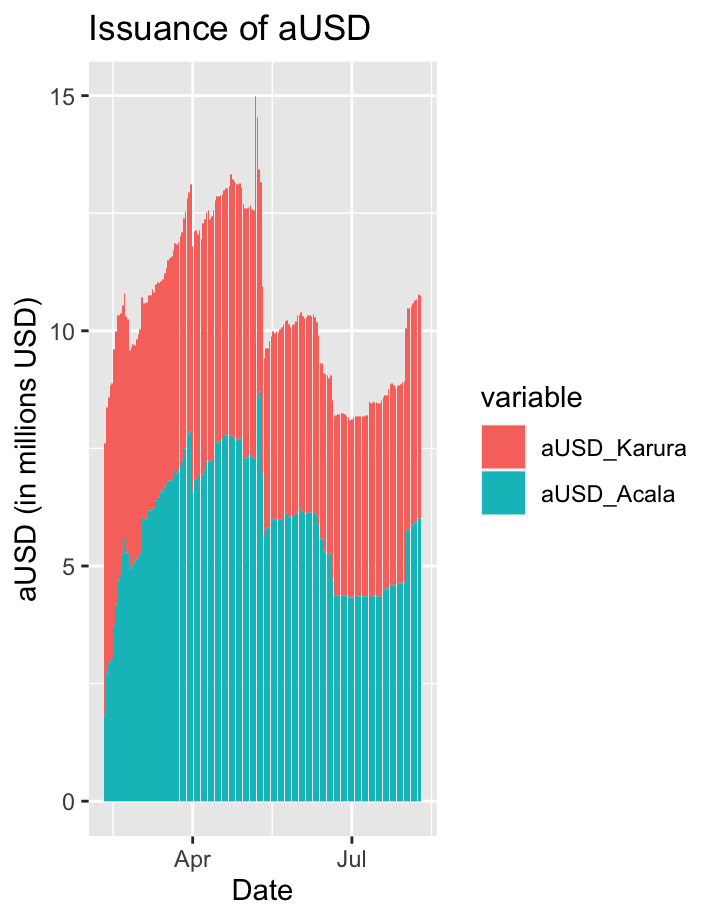 Issuance of aUSD
aUSD (in millions USD)
15
10
5
0
Apr
Jul
Date
variable
aUSD_Karura
aUSD_Acala